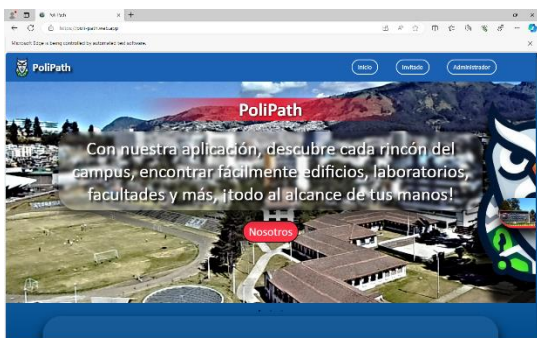 PoliPath
Microsoft Edge is being controlled by automated test software.
PoliPath
Inicio
Invitado
Administrador
PoliPath
Con nuestra aplicación, descubre cada rincón del
campus, encontrar fácilmente edificios, laboratorios,
facultades y más, ¡todo al alcance de tus manos!
Nosotros